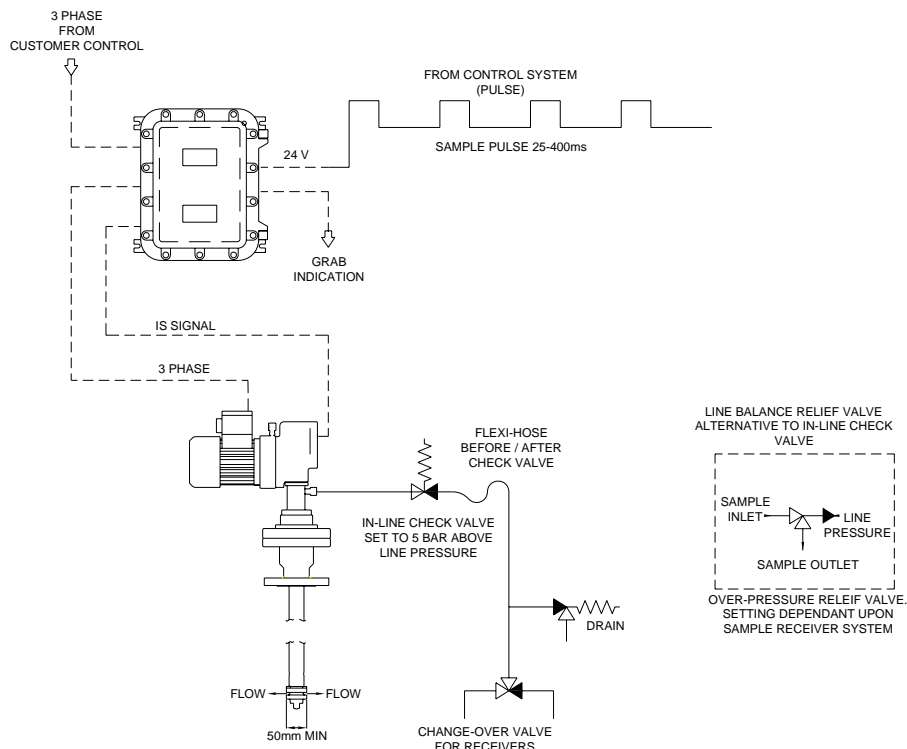 3 PHASE
FROM
CUSTOMER CONTROL
FROM CONTROL SYSTEM
(PULSE)
24 V
SAMPLE PULSE 25-400ms
GRAB
INDICATION
IS SIGNAL
3 PHASE
FLEXI-HOSE
BEFORE / AFTER
CHECK VALVE
IN-LINE CHECK VALVE
SET TO 5 BAR ABOVE
LINE PRESSURE
LINE BALANCE RELIEF VALVE
ALTERNATIVE TO IN-LINE CHECK
VALVE
SAMPLE
INLET
LINE
PRESSURE
SAMPLE OUTLET
OVER-PRESSURE RELEIF VALVE.
SETTING DEPENDANT UPON
SAMPLE RECEIVER SYSTEM
DRAIN
FLOW
FLOW
50mm MIN
CHANGE-OVER VALVE
FOR RECEIVERS